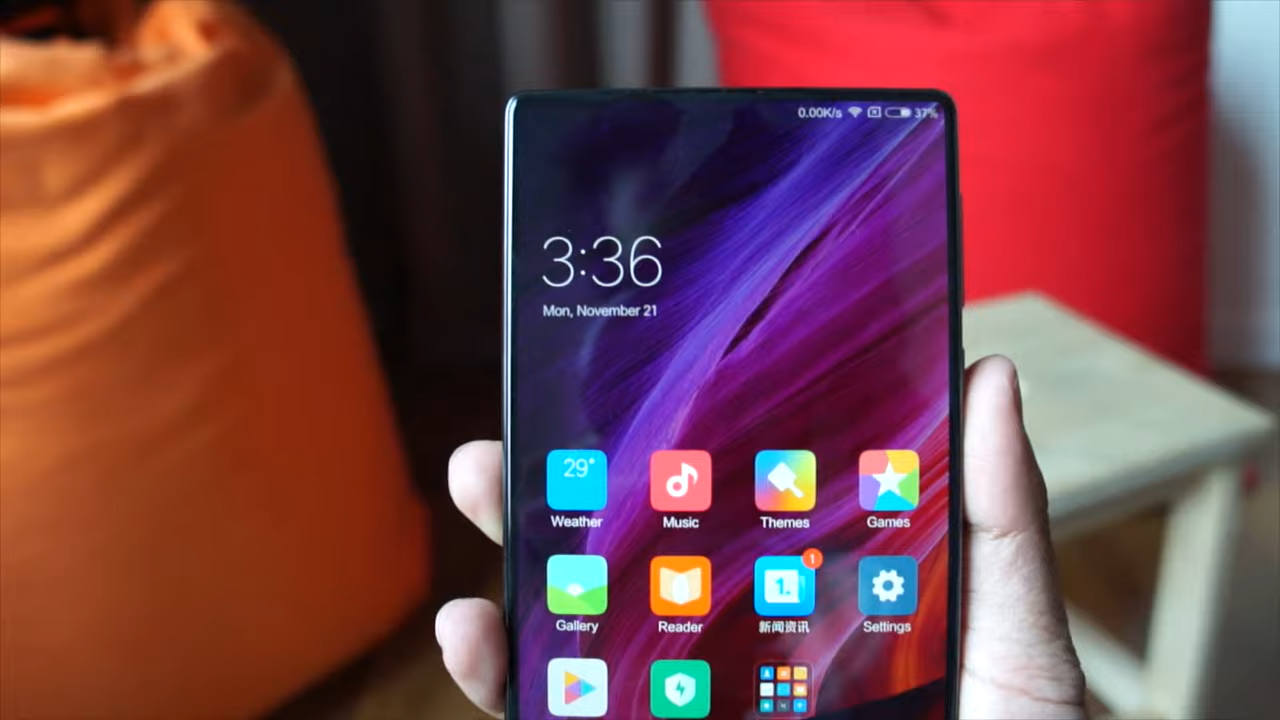 0.00K/s 37%
3:36
Mon, November 21
29°
Weather Music Themes Games
1
1.
Gallery Reader 新闻资讯 Settings